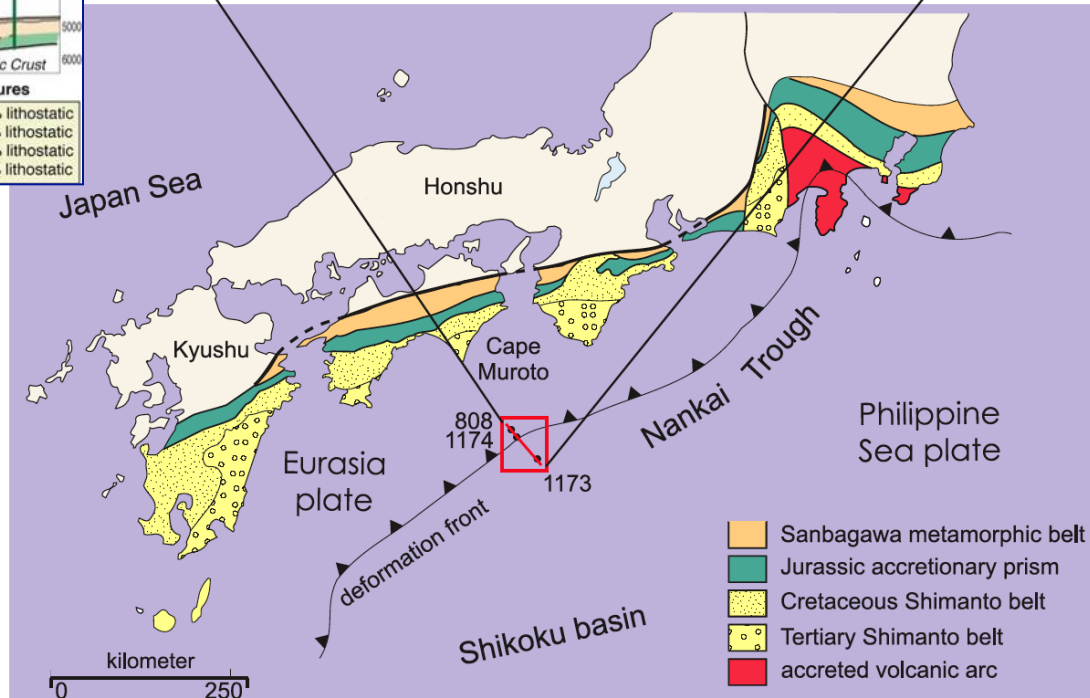 5000
6000
c Crust
ures
lithostatic
lithostatic
lithostatic
lithostatic
Japan Sea
Honshu
Kyushu
Cape
Muroto
808
1174
1173
Nankai Trough
Philippine
Sea plate
Eurasia
plate
deformation front
Shikoku basin
Sanbagawa metamorphic belt
Jurassic accretionary prism
Cretaceous Shimanto belt
Tertiary Shimanto belt
accreted volcanic arc
kilometer
0 250